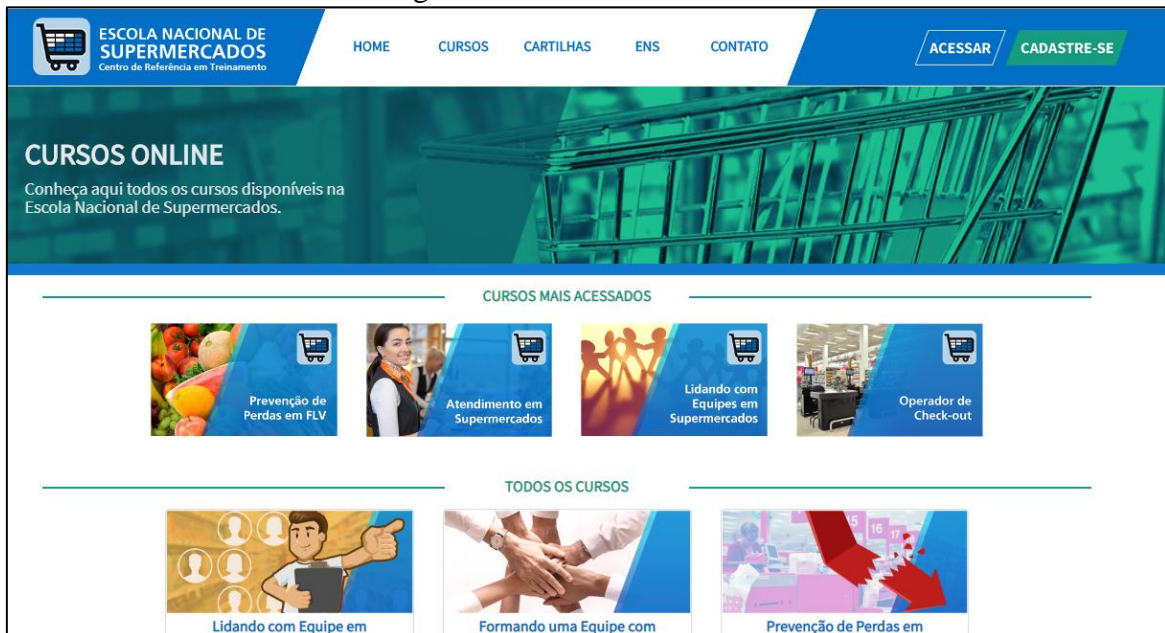 ESCOLA NACIONAL DE
SUPERMERCADOS
Centro de Referência em Treinamento
HOME
CURSOS
CARTILHAS
ENS
CONTATO
ACESSAR
CADASTRE-SE
CURSOS ONLINE
Conheça aqui todos os cursos disponíveis na
Escola Nacional de Supermercados.
CURSOS MAIS ACESSADOS
Prevenção de
Perdas em FLV
Atendimento em
Supermercados
Lidando com
Equipes em
Supermercados
Operador de
Check-out
TODOS OS CURSOS
15
16
17
Lidando com Equipe em
Formando uma Equipe com
Prevenção de Perdas em